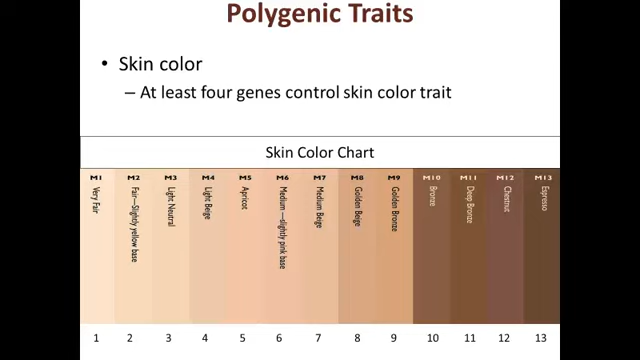 Polygenic Traits
• Skin color
– At least four genes control skin color trait
Skin Color Chart
M1 M2 M3 M4 M5 M6 M7 M8 M9 M10 M11 M12 M13
Very Fair
Fair—Slightly yellow base
Light Neutral
Light Beige
Apricot
Medium—slightly pink base
Medium Beige
Golden Beige
Golden Bronze
Bronze
Deep Bronze
Chestnut
Espresso
1 2 3 4 5 6 7 8 9 10 11 12 13